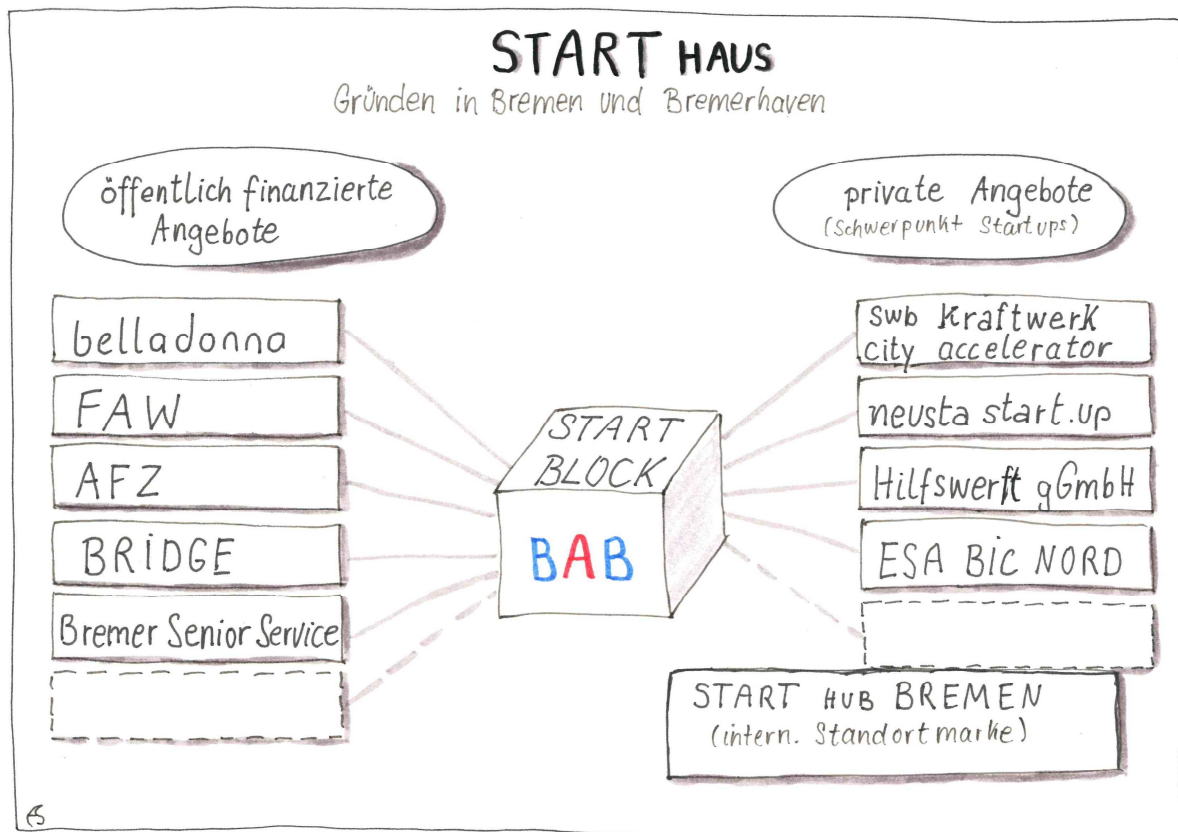 START HAUS
Gründen in Bremen und Bremerhaven
öffentlich finanzierte
Angebote
private Angebote
(Schwerpunkt Startups)
belladonna
FAW
AFZ
BRiDGE
Bremer Senior Service
START
BLOCK
BAB
swb Kraftwerk
city accelerator
neusta start.up
Hilfswerft gGmbH
ESA BiC NORD
START HUB BREMEN
(intern. Standortmarke)